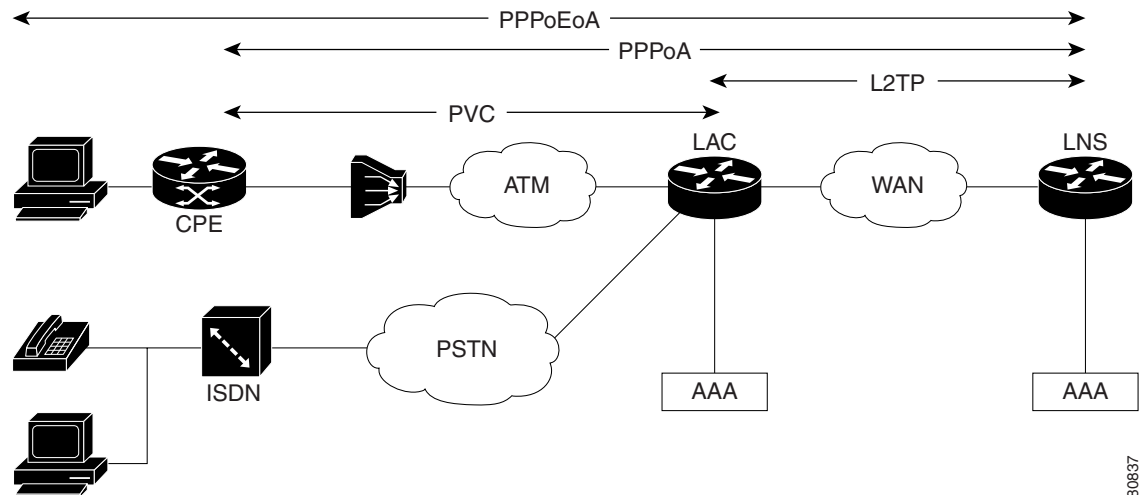 PPPoEoA
PPPoA
L2TP
PVC
LAC
LNS
ATM
WAN
CPE
PSTN
ISDN
AAA
AAA